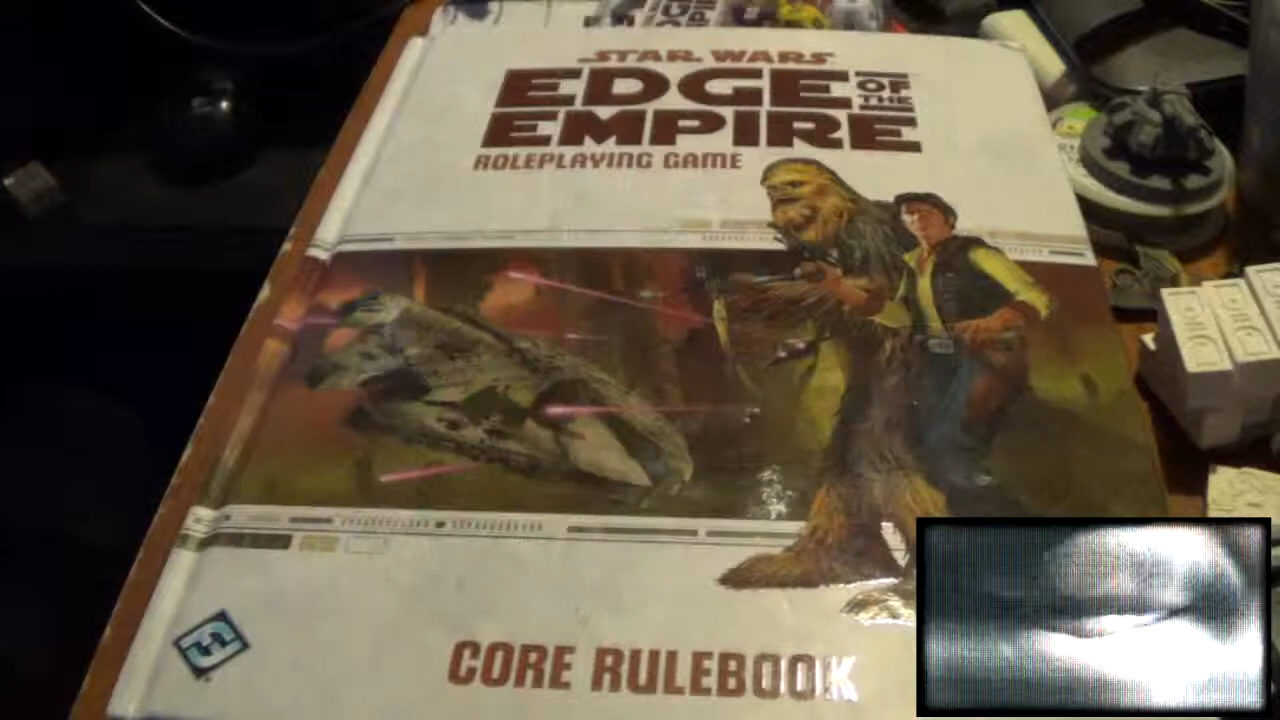 STAR WARS
EDGE OF THE
EMPIRE
ROLEPLAYING GAME
CORE RULEBOOK